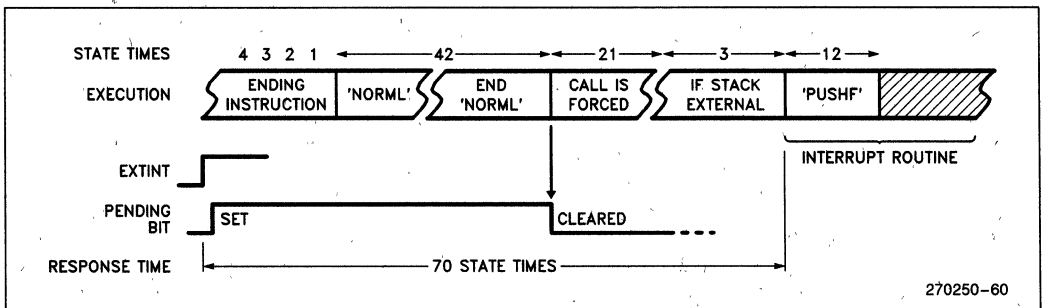 STATE TIMES 4 3 2 1 42 21 3 12
EXECUTION
ENDING INSTRUCTION
'NORML'
END 'NORML'
CALL IS FORCED
IF STACK EXTERNAL
'PUSHF'
INTERRUPT ROUTINE
EXTINT
PENDING BIT
SET
CLEARED
RESPONSE TIME 70 STATE TIMES
270250-60